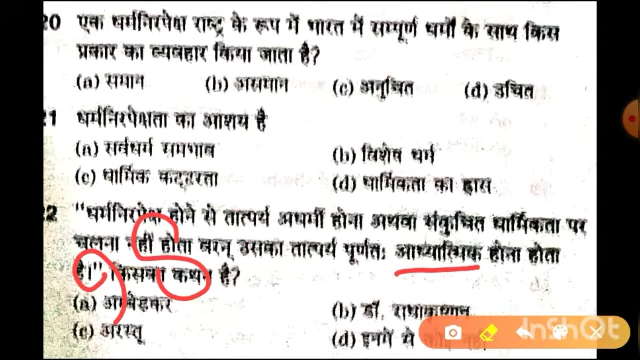 20 एक धर्मनिरपेक्ष राष्ट्र के रूप में भारत में सम्पूर्ण धर्मों के साथ किस
प्रकार का व्यवहार किया जाता है?
(a) समान (b) असमान (c) अनुचित (d) उचित
21 धर्मनिरपेक्षता का आशय है
(a) सर्वधर्म समभाव (b) विशेष धर्म
(c) धार्मिक कट्टरता (d) धार्मिकता का ह्रास
22 "धर्मनिरपेक्ष होने से तात्पर्य अधर्मी होना अथवा संकुचित धार्मिकता पर
चलना नहीं होता वरन् उसका तात्पर्य पूर्णतः आध्यात्मिक होना होता
है।" किसका कथन है?
(a) अम्बेडकर (b) डॉ. राधाकृष्णन
(c) अरस्तू (d) इनमें से
InShot